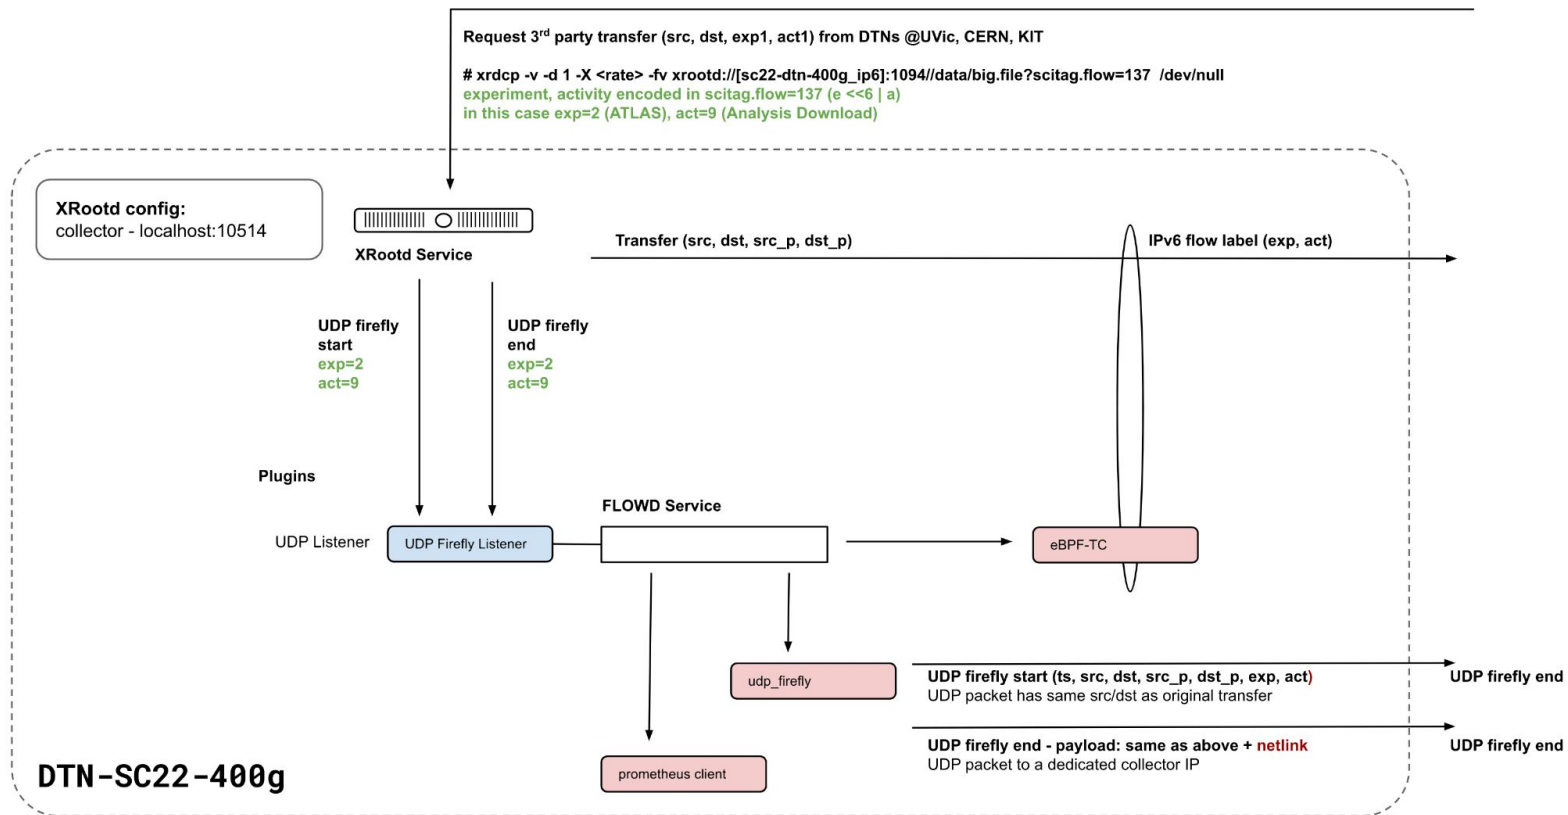 Request 3rd party transfer (src, dst, exp1, act1) from DTNs @UVic, CERN, KIT
# xrdcp -v -d 1 -X <rate> -fv xrootd://[sc22-dtn-400g_ip6]:1094//data/big.file?scitag.flow=137 /dev/null
experiment, activity encoded in scitag.flow=137 (e <<6 | a)
in this case exp=2 (ATLAS), act=9 (Analysis Download)
XRootd config:
collector - localhost:10514
XRootd Service
Transfer (src, dst, src_p, dst_p)
IPv6 flow label (exp, act)
UDP firefly
start
exp=2
act=9
UDP firefly
end
exp=2
act=9
Plugins
FLOWD Service
UDP Listener
UDP Firefly Listener
eBPF-TC
udp_firefly
UDP firefly start (ts, src, dst, src_p, dst_p, exp, act)
UDP packet has same src/dst as original transfer
UDP firefly end
UDP firefly end - payload: same as above + netlink
UDP packet to a dedicated collector IP
UDP firefly end
prometheus client
DTN-SC22-400g